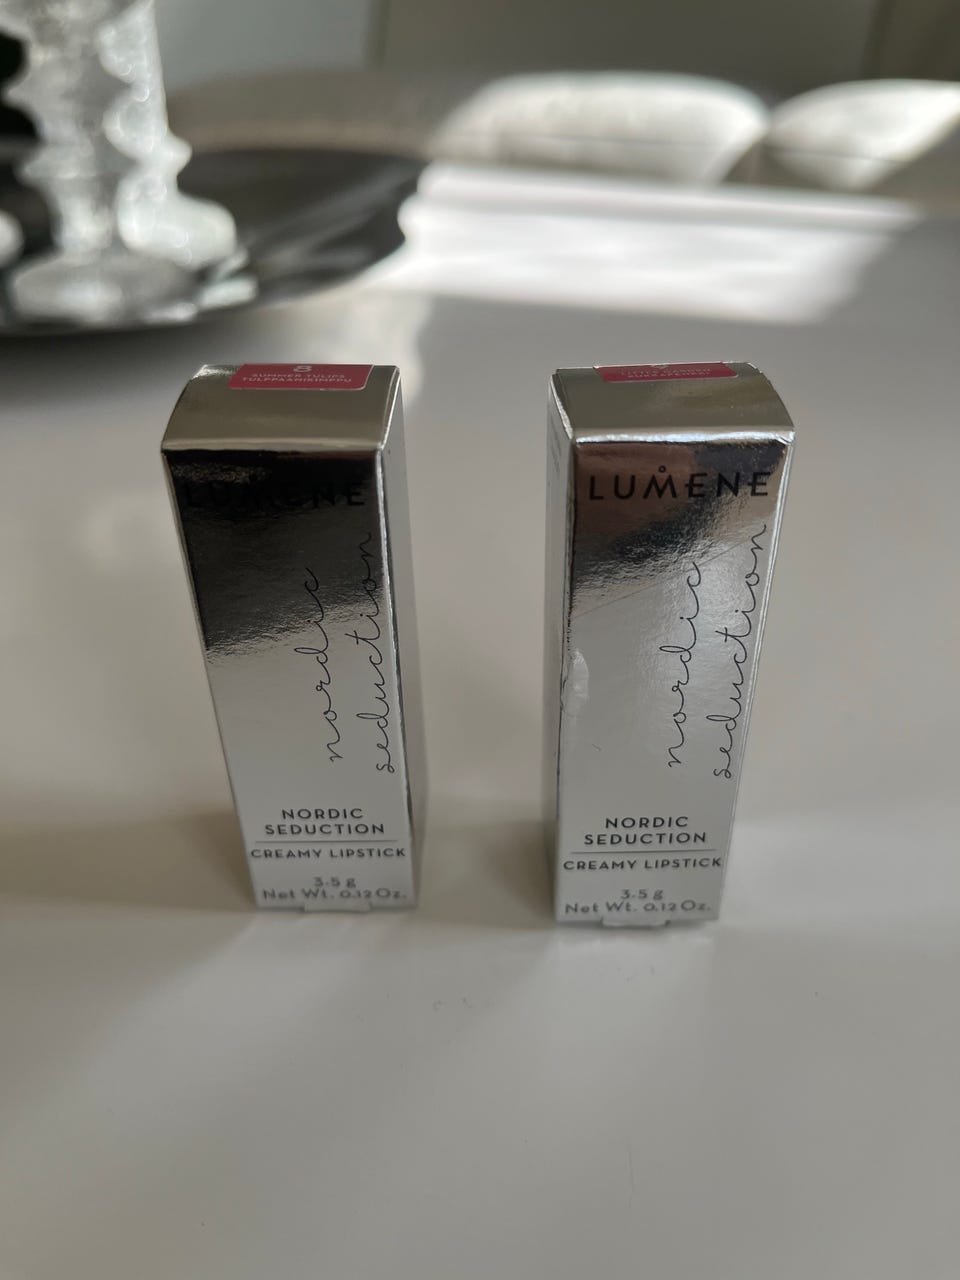 8
SUMMER TULIPS
TULPPAANIKIMPPU
LUMENE
nordic
seduction
NORDIC
SEDUCTION
CREAMY LIPSTICK
3.5 g
Net Wt. 0.12 Oz.
LUMENE
nordic
seduction
NORDIC
SEDUCTION
CREAMY LIPSTICK
3.5 g
Net Wt. 0.12 Oz.